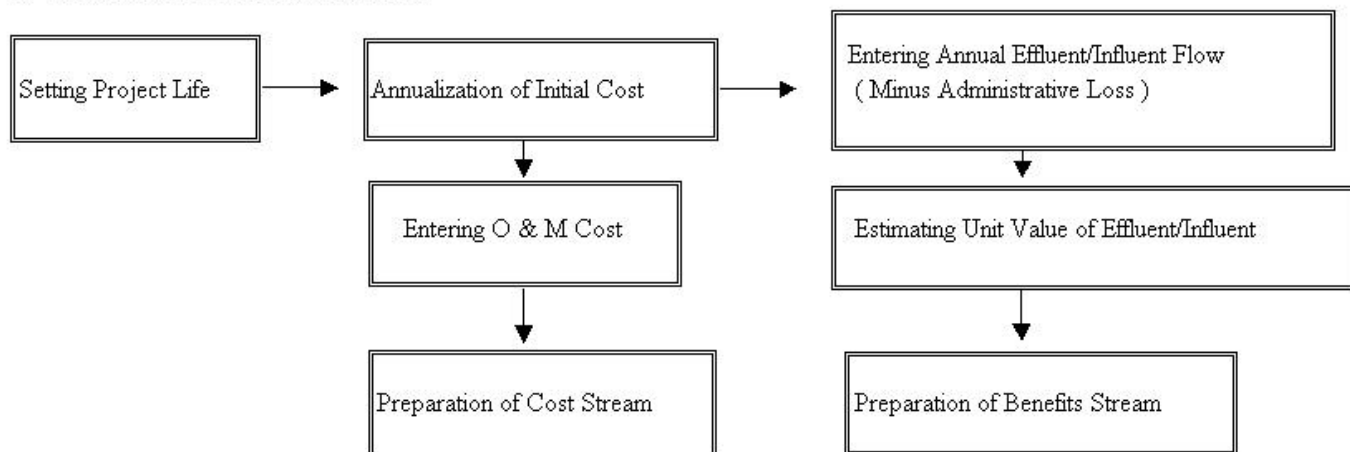 Setting Project Life
Annualization of Initial Cost
Entering Annual Effluent/Influent Flow
( Minus Administrative Loss )
Entering O & M Cost
Estimating Unit Value of Effluent/Influent
Preparation of Cost Stream
Preparation of Benefits Stream